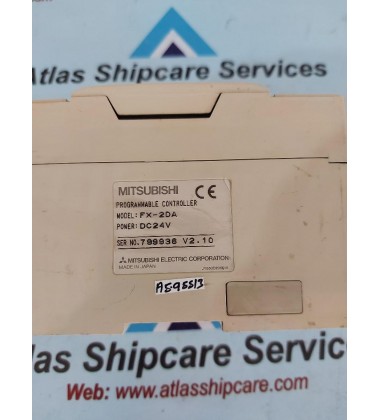 Atlas Shipcare Services
MITSUBISHI CE
PROGRAMMABLE CONTROLLER
MODEL: FX-2DA
POWER: DC24V
SER NO. 799936 V2.10
MITSUBISHI ELECTRIC CORPORATION
MADE IN JAPAN
A595513
las Shipcare Servic
Web: www.atlasshipcare.com